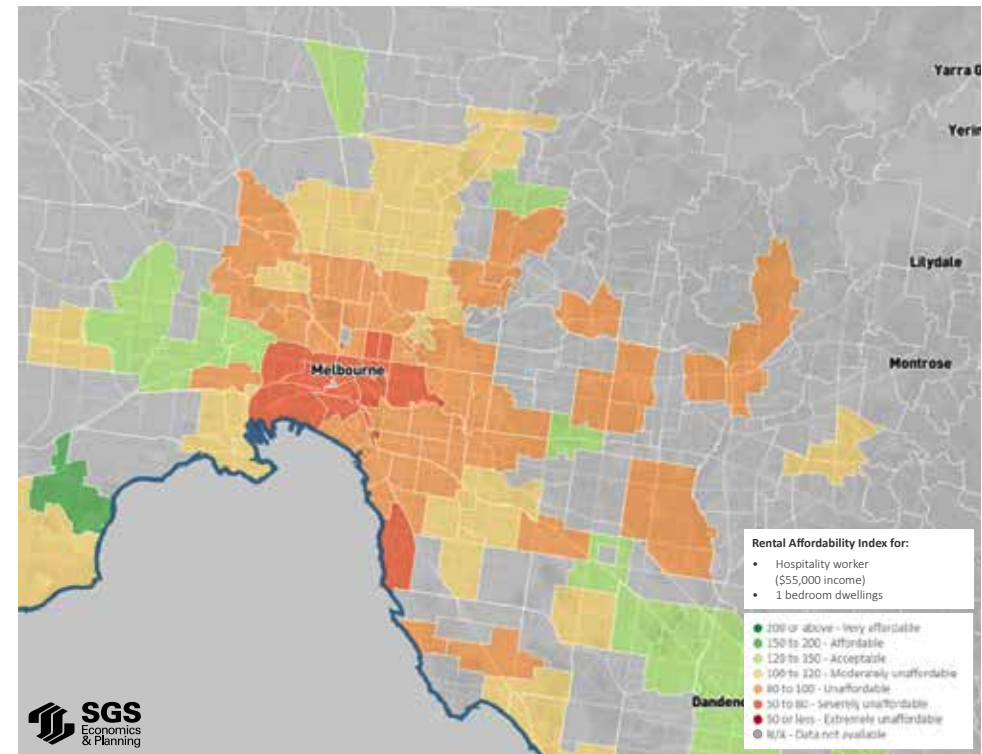 Yarra G
Yerin
Lilydale
Montrose
Melbourne
Dandeno
Rental Affordability Index for:
• Hospitality worker
($55,000 income)
• 1 bedroom dwellings
200 or above - Very affordable
150 to 200 - Affordable
120 to 150 - Acceptable
100 to 120 - Moderately unaffordable
80 to 100 - Unaffordable
50 to 80 - Severely unaffordable
50 or less - Extremely unaffordable
N/A - Data not available
SGS
Economics
& Planning